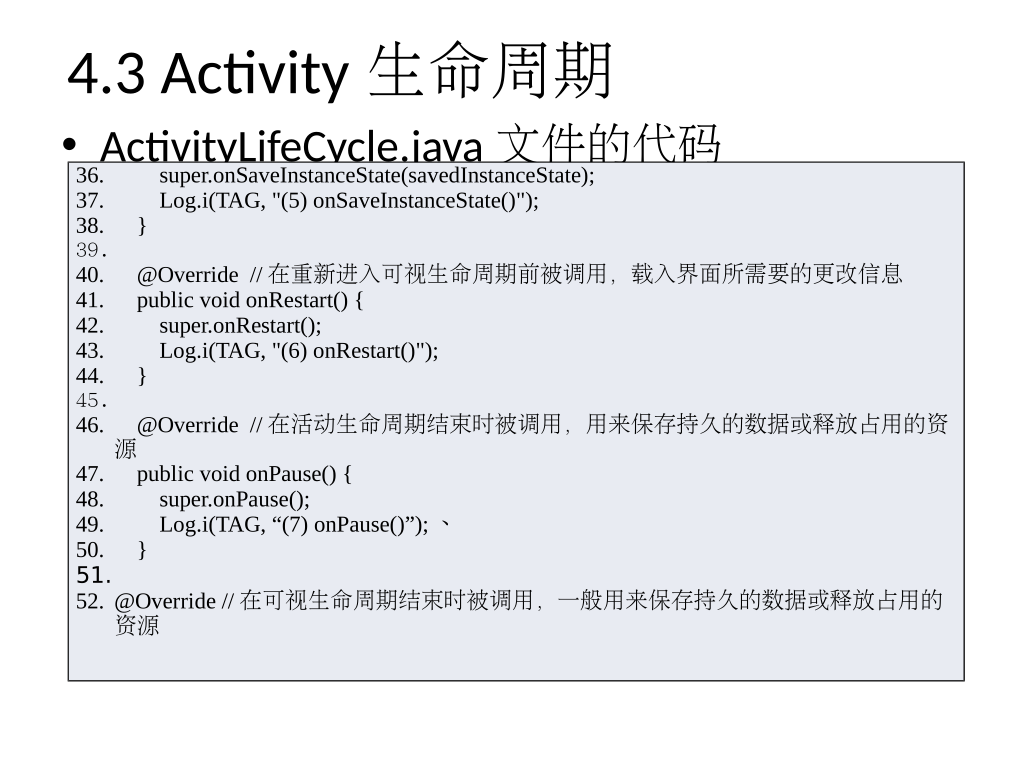 4.3 Activity 生命周期
• ActivityLifeCycle.java 文件的代码
36. super.onSaveInstanceState(savedInstanceState);
37. Log.i(TAG, "(5) onSaveInstanceState()");
38. }
39.
40. @Override // 在重新进入可视生命周期前被调用，载入界面所需要的更改信息
41. public void onRestart() {
42. super.onRestart();
43. Log.i(TAG, "(6) onRestart()");
44. }
45.
46. @Override // 在活动生命周期结束时被调用，用来保存持久的数据或释放占用的资
源
47. public void onPause() {
48. super.onPause();
49. Log.i(TAG, “(7) onPause()”); 、
50. }
51.
52. @Override // 在可视生命周期结束时被调用，一般用来保存持久的数据或释放占用的
资源